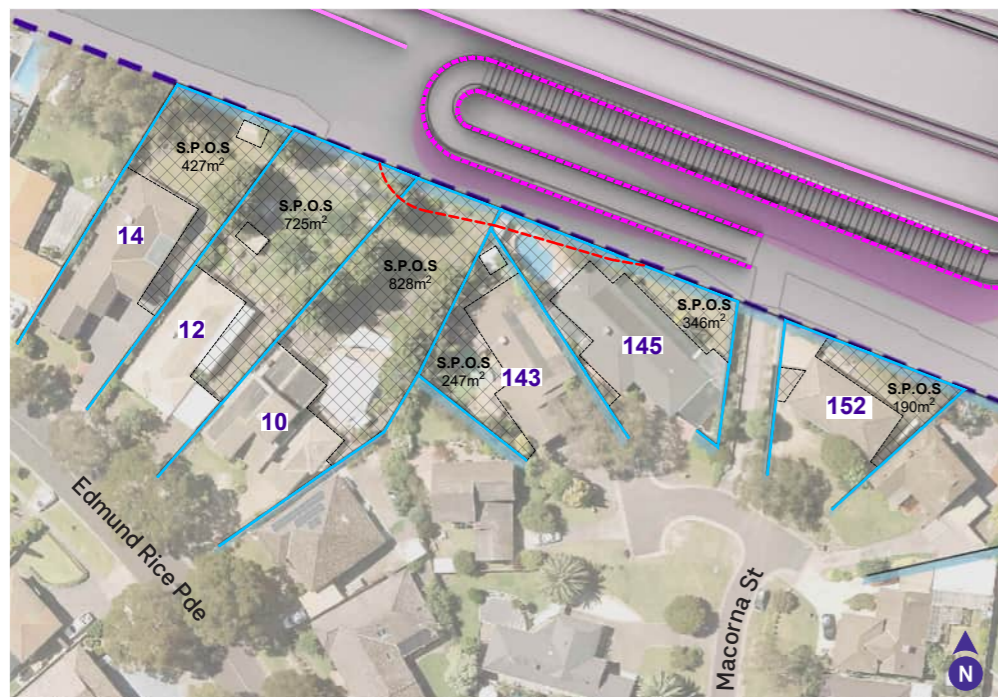 S.P.O.S
427m²
14
S.P.O.S
725m²
12
S.P.O.S
828m²
10
S.P.O.S
247m²
143
S.P.O.S
346m²
145
S.P.O.S
190m²
152
Edmund Rice Pde
Macorna St
N